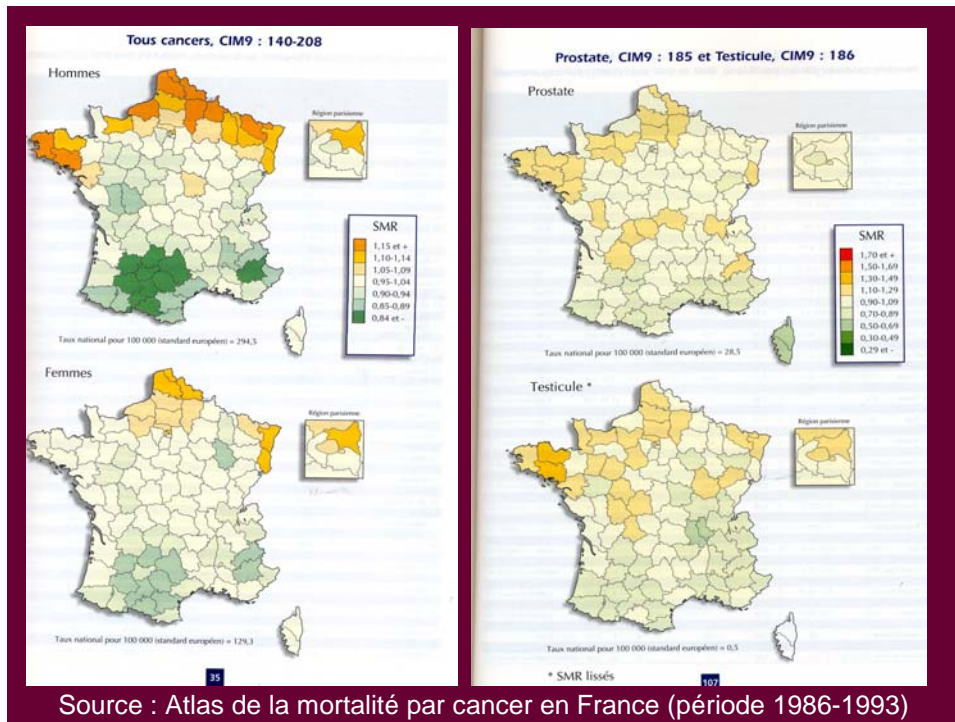 Tous cancers, CIM9 : 140-208
Hommes
Région parisienne
SMR
1,15 et +
1,10-1,14
1,05-1,09
0,95-1,04
0,90-0,94
0,85-0,89
0,84 et -
Taux national pour 100 000 (standard européen) = 294,5
Femmes
Région parisienne
Taux national pour 100 000 (standard européen) = 129,3
35
Prostate, CIM9 : 185 et Testicule, CIM9 : 186
Prostate
Région parisienne
SMR
1,70 et +
1,50-1,69
1,30-1,49
1,10-1,29
0,90-1,09
0,70-0,89
0,50-0,69
0,30-0,49
0,29 et -
Taux national pour 100 000 (standard européen) = 28,5
Testicule *
Région parisienne
Taux national pour 100 000 (standard européen) = 0,5
* SMR lissés
107
Source : Atlas de la mortalité par cancer en France (période 1986-1993)